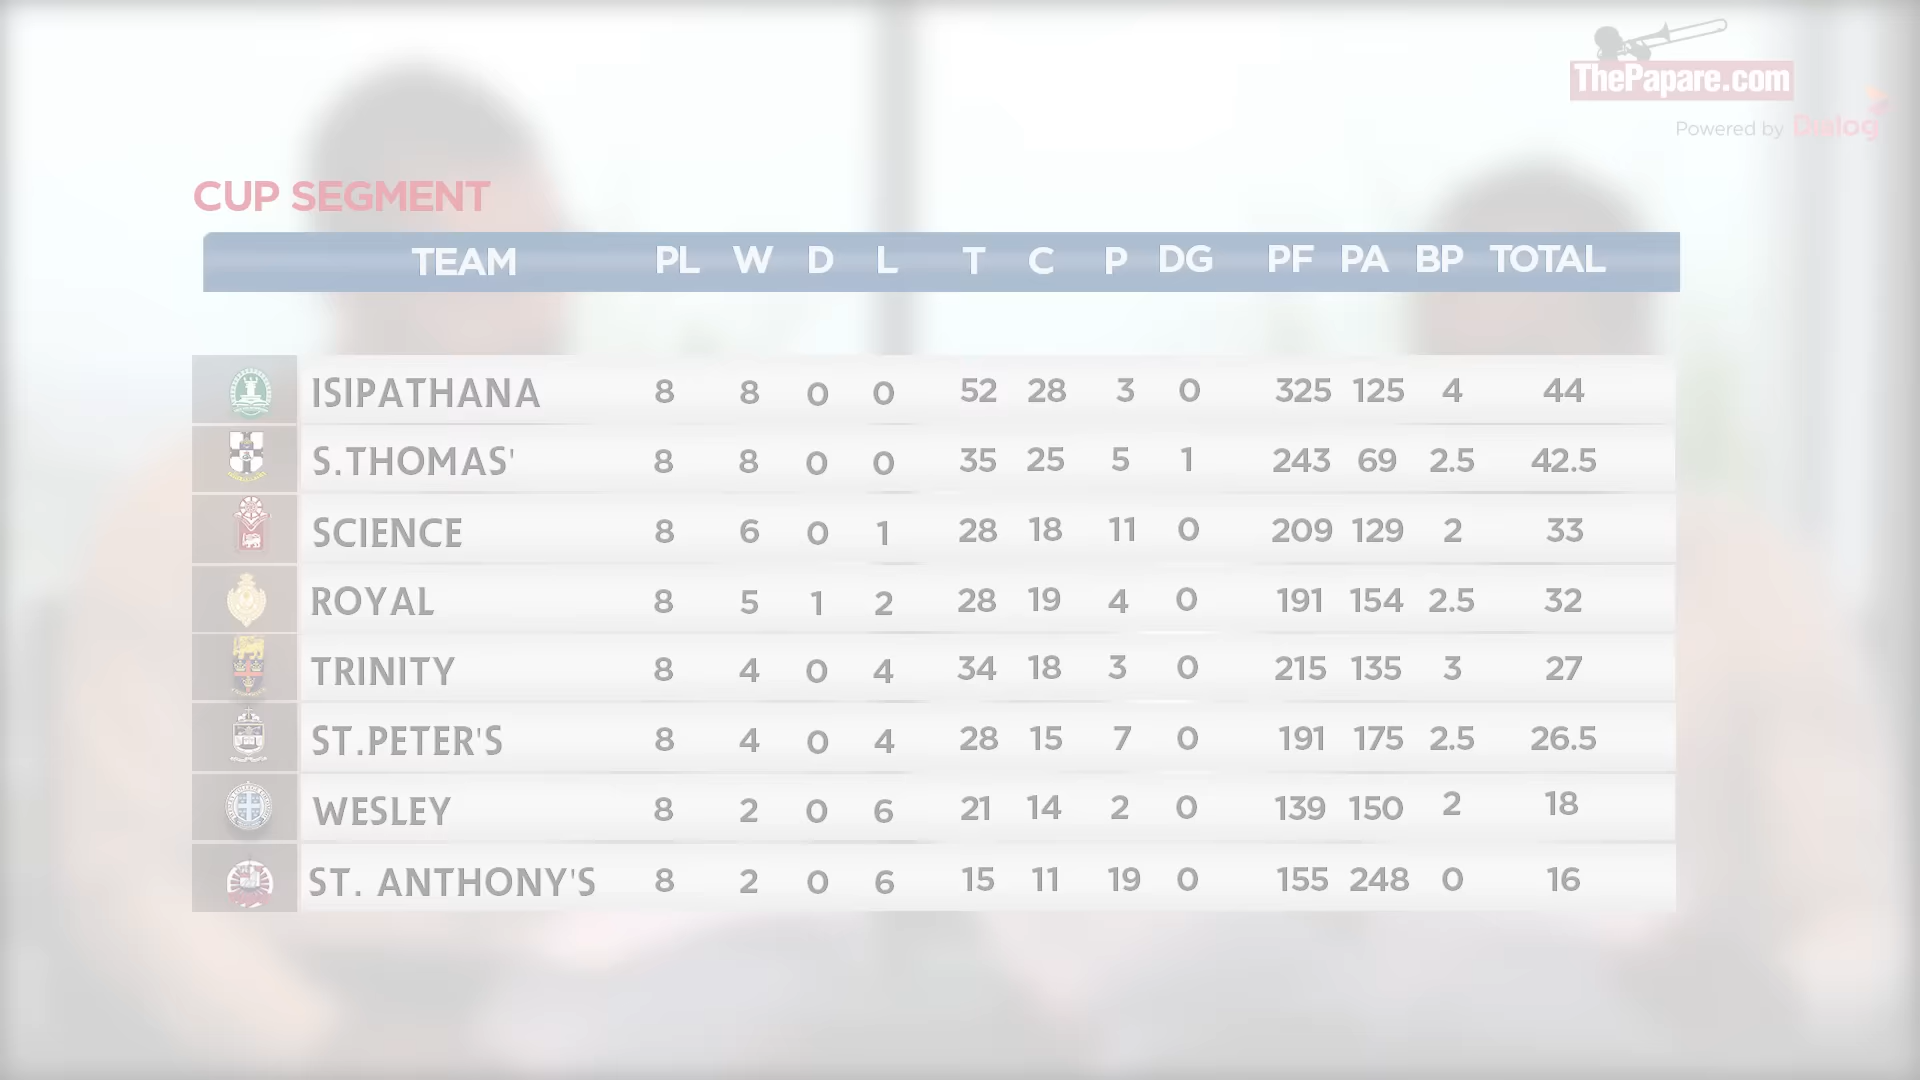 ThePapare.com
Powered by Dialog
CUP SEGMENT
TEAM PL W D L T C P DG PF PA BP TOTAL
ISIPATHANA 8 8 0 0 52 28 3 0 325 125 4 44
S.THOMAS' 8 8 0 0 35 25 5 1 243 69 2.5 42.5
SCIENCE 8 6 0 1 28 18 11 0 209 129 2 33
ROYAL 8 5 1 2 28 19 4 0 191 154 2.5 32
TRINITY 8 4 0 4 34 18 3 0 215 135 3 27
ST.PETER'S 8 4 0 4 28 15 7 0 191 175 2.5 26.5
WESLEY 8 2 0 6 21 14 2 0 139 150 2 18
ST. ANTHONY'S 8 2 0 6 15 11 19 0 155 248 0 16